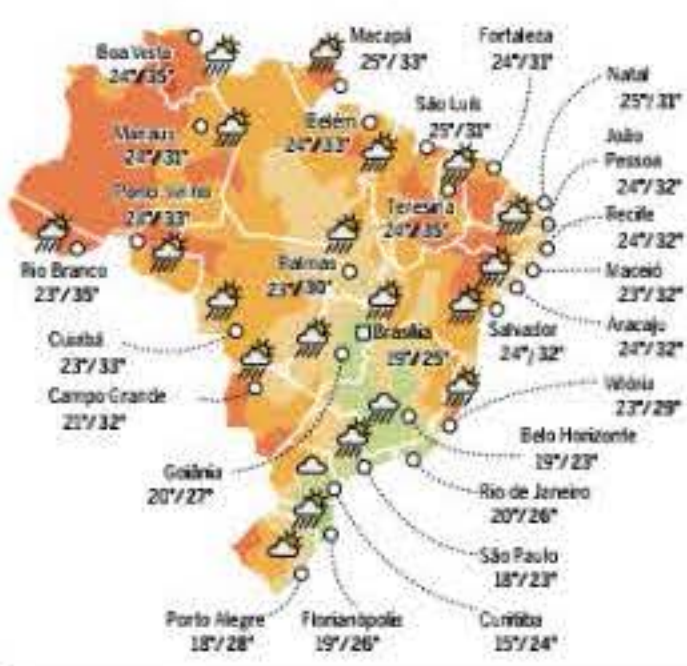 Boa Vista
24°/35°
Macapá
25°/33°
Fortaleza
24°/31°
Natal
25°/31°
São Luís
25°/31°
Manaus
24°/31°
Belém
24°/33°
João
Pessoa
24°/32°
Porto Velho
/33°
Teresina
24°/35°
Recife
24°/32°
Rio Branco
23°/35°
Palmas
23°/30°
Maceió
23°/32°
Aracaju
24°/32°
Salvador
24°/32°
Cuiabá
23°/33°
Brasília
19°/25°
Campo Grande
21°/32°
Vitória
23°/29°
Belo Horizonte
19°/23°
Goiânia
20°/27°
Rio de Janeiro
20°/26°
São Paulo
18°/23°
Porto Alegre
18°/28°
Florianópolis
19°/26°
Curitiba
15°/24°